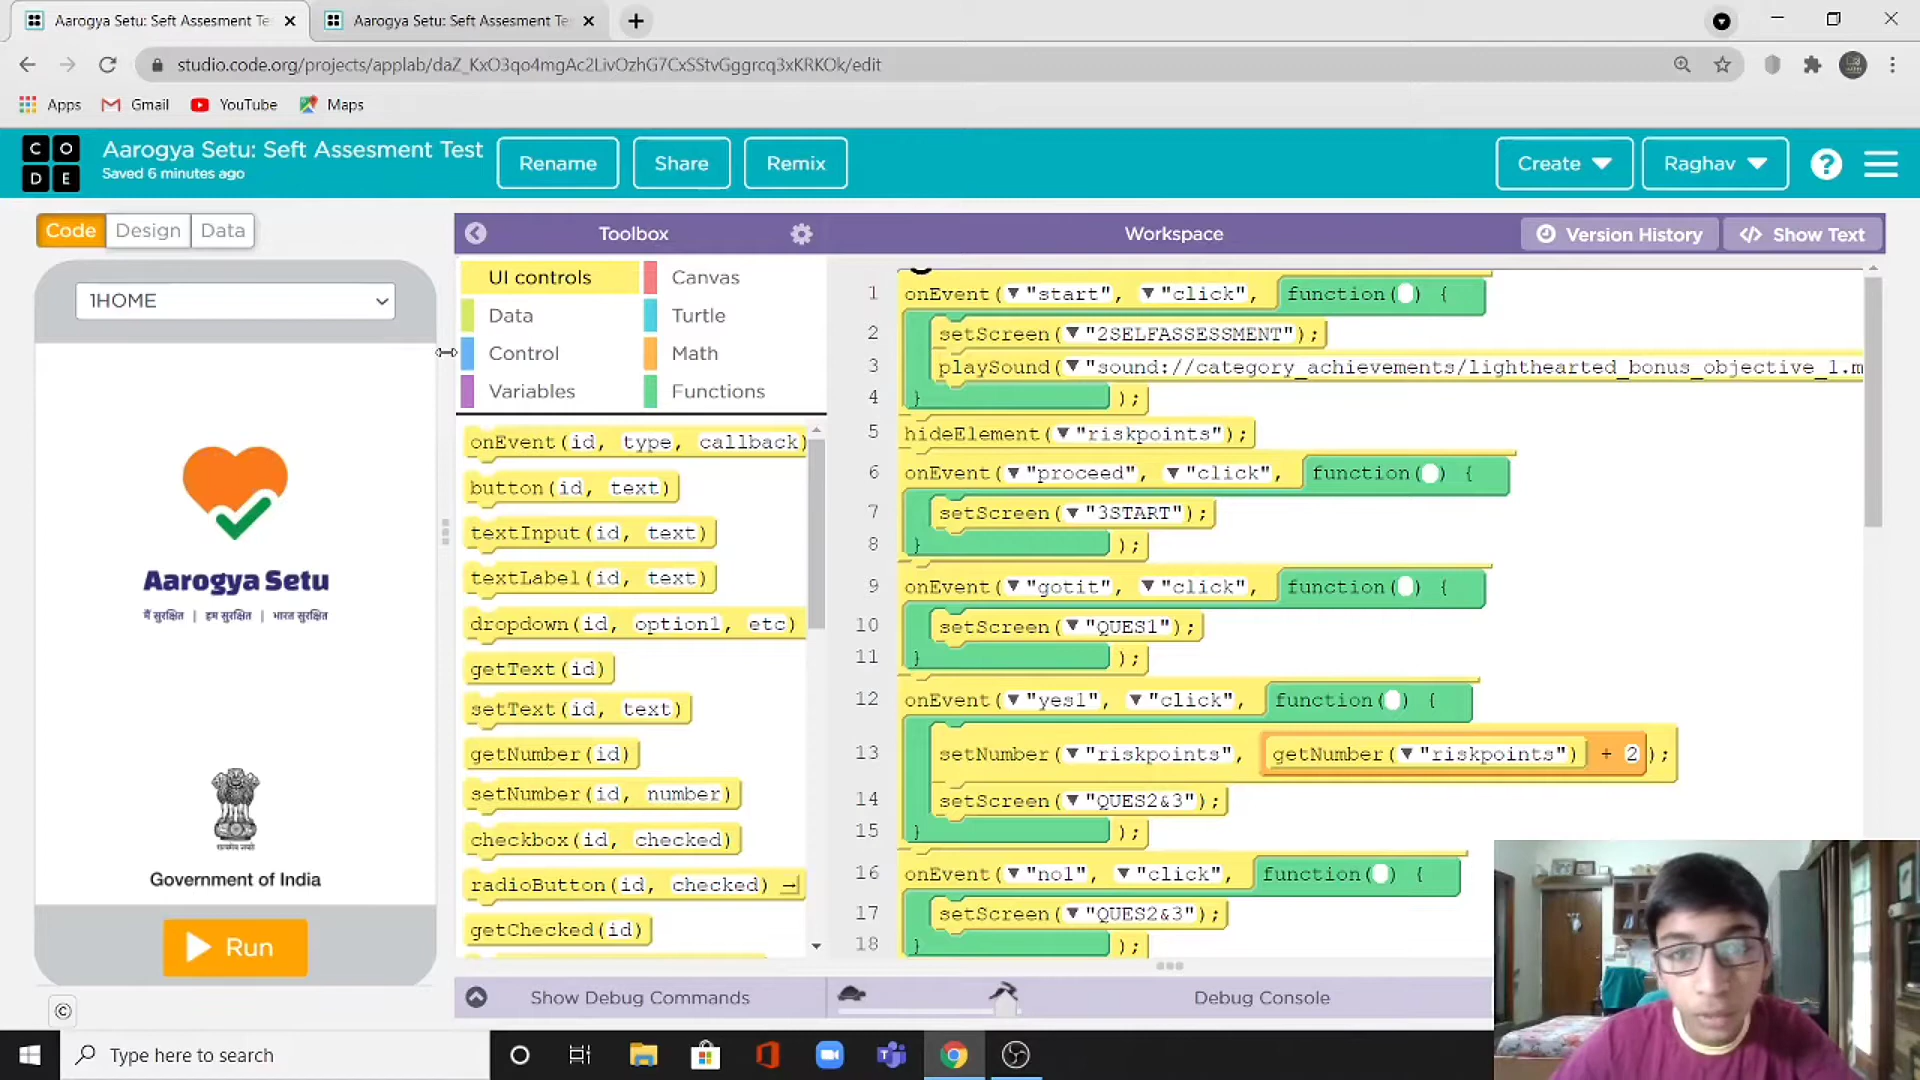 Aarogya Setu: Seft Assesment Te
Aarogya Setu: Seft Assesment Te
studio.code.org/projects/applab/daZ_KxO3qo4mgAc2LivOzhG7CxSStvGggrcq3xKRKOk/edit
Apps Gmail YouTube Maps
C O
D E
Aarogya Setu: Seft Assesment Test
Saved 6 minutes ago
Rename Share Remix Create Raghav ?
Code Design Data
Toolbox
Workspace
Version History
Show Text
1HOME
UI controls Canvas
Data Turtle
Control Math
Variables Functions
onEvent(id, type, callback)
button(id, text)
textInput(id, text)
textLabel(id, text)
dropdown(id, option1, etc)
getText(id)
setText(id, text)
getNumber(id)
setNumber(id, number)
checkbox(id, checked)
radioButton(id, checked)
getChecked(id)
1 onEvent("start", "click", function() {
2 setScreen("2SELFASSESSMENT");
3 playSound("sound://category_achievements/lighthearted_bonus_objective_1.m
4 });
5 hideElement("riskpoints");
6 onEvent("proceed", "click", function() {
7 setScreen("3START");
8 });
9 onEvent("gotit", "click", function() {
10 setScreen("QUES1");
11 });
12 onEvent("yes1", "click", function() {
13 setNumber("riskpoints", getNumber("riskpoints") + 2);
14 setScreen("QUES2&3");
15 });
16 onEvent("no1", "click", function() {
17 setScreen("QUES2&3");
18 });
Aarogya Setu
मैं सुरक्षित | हम सुरक्षित | भारत सुरक्षित
Government of India
Run
Show Debug Commands
Debug Console
©
Type here to search